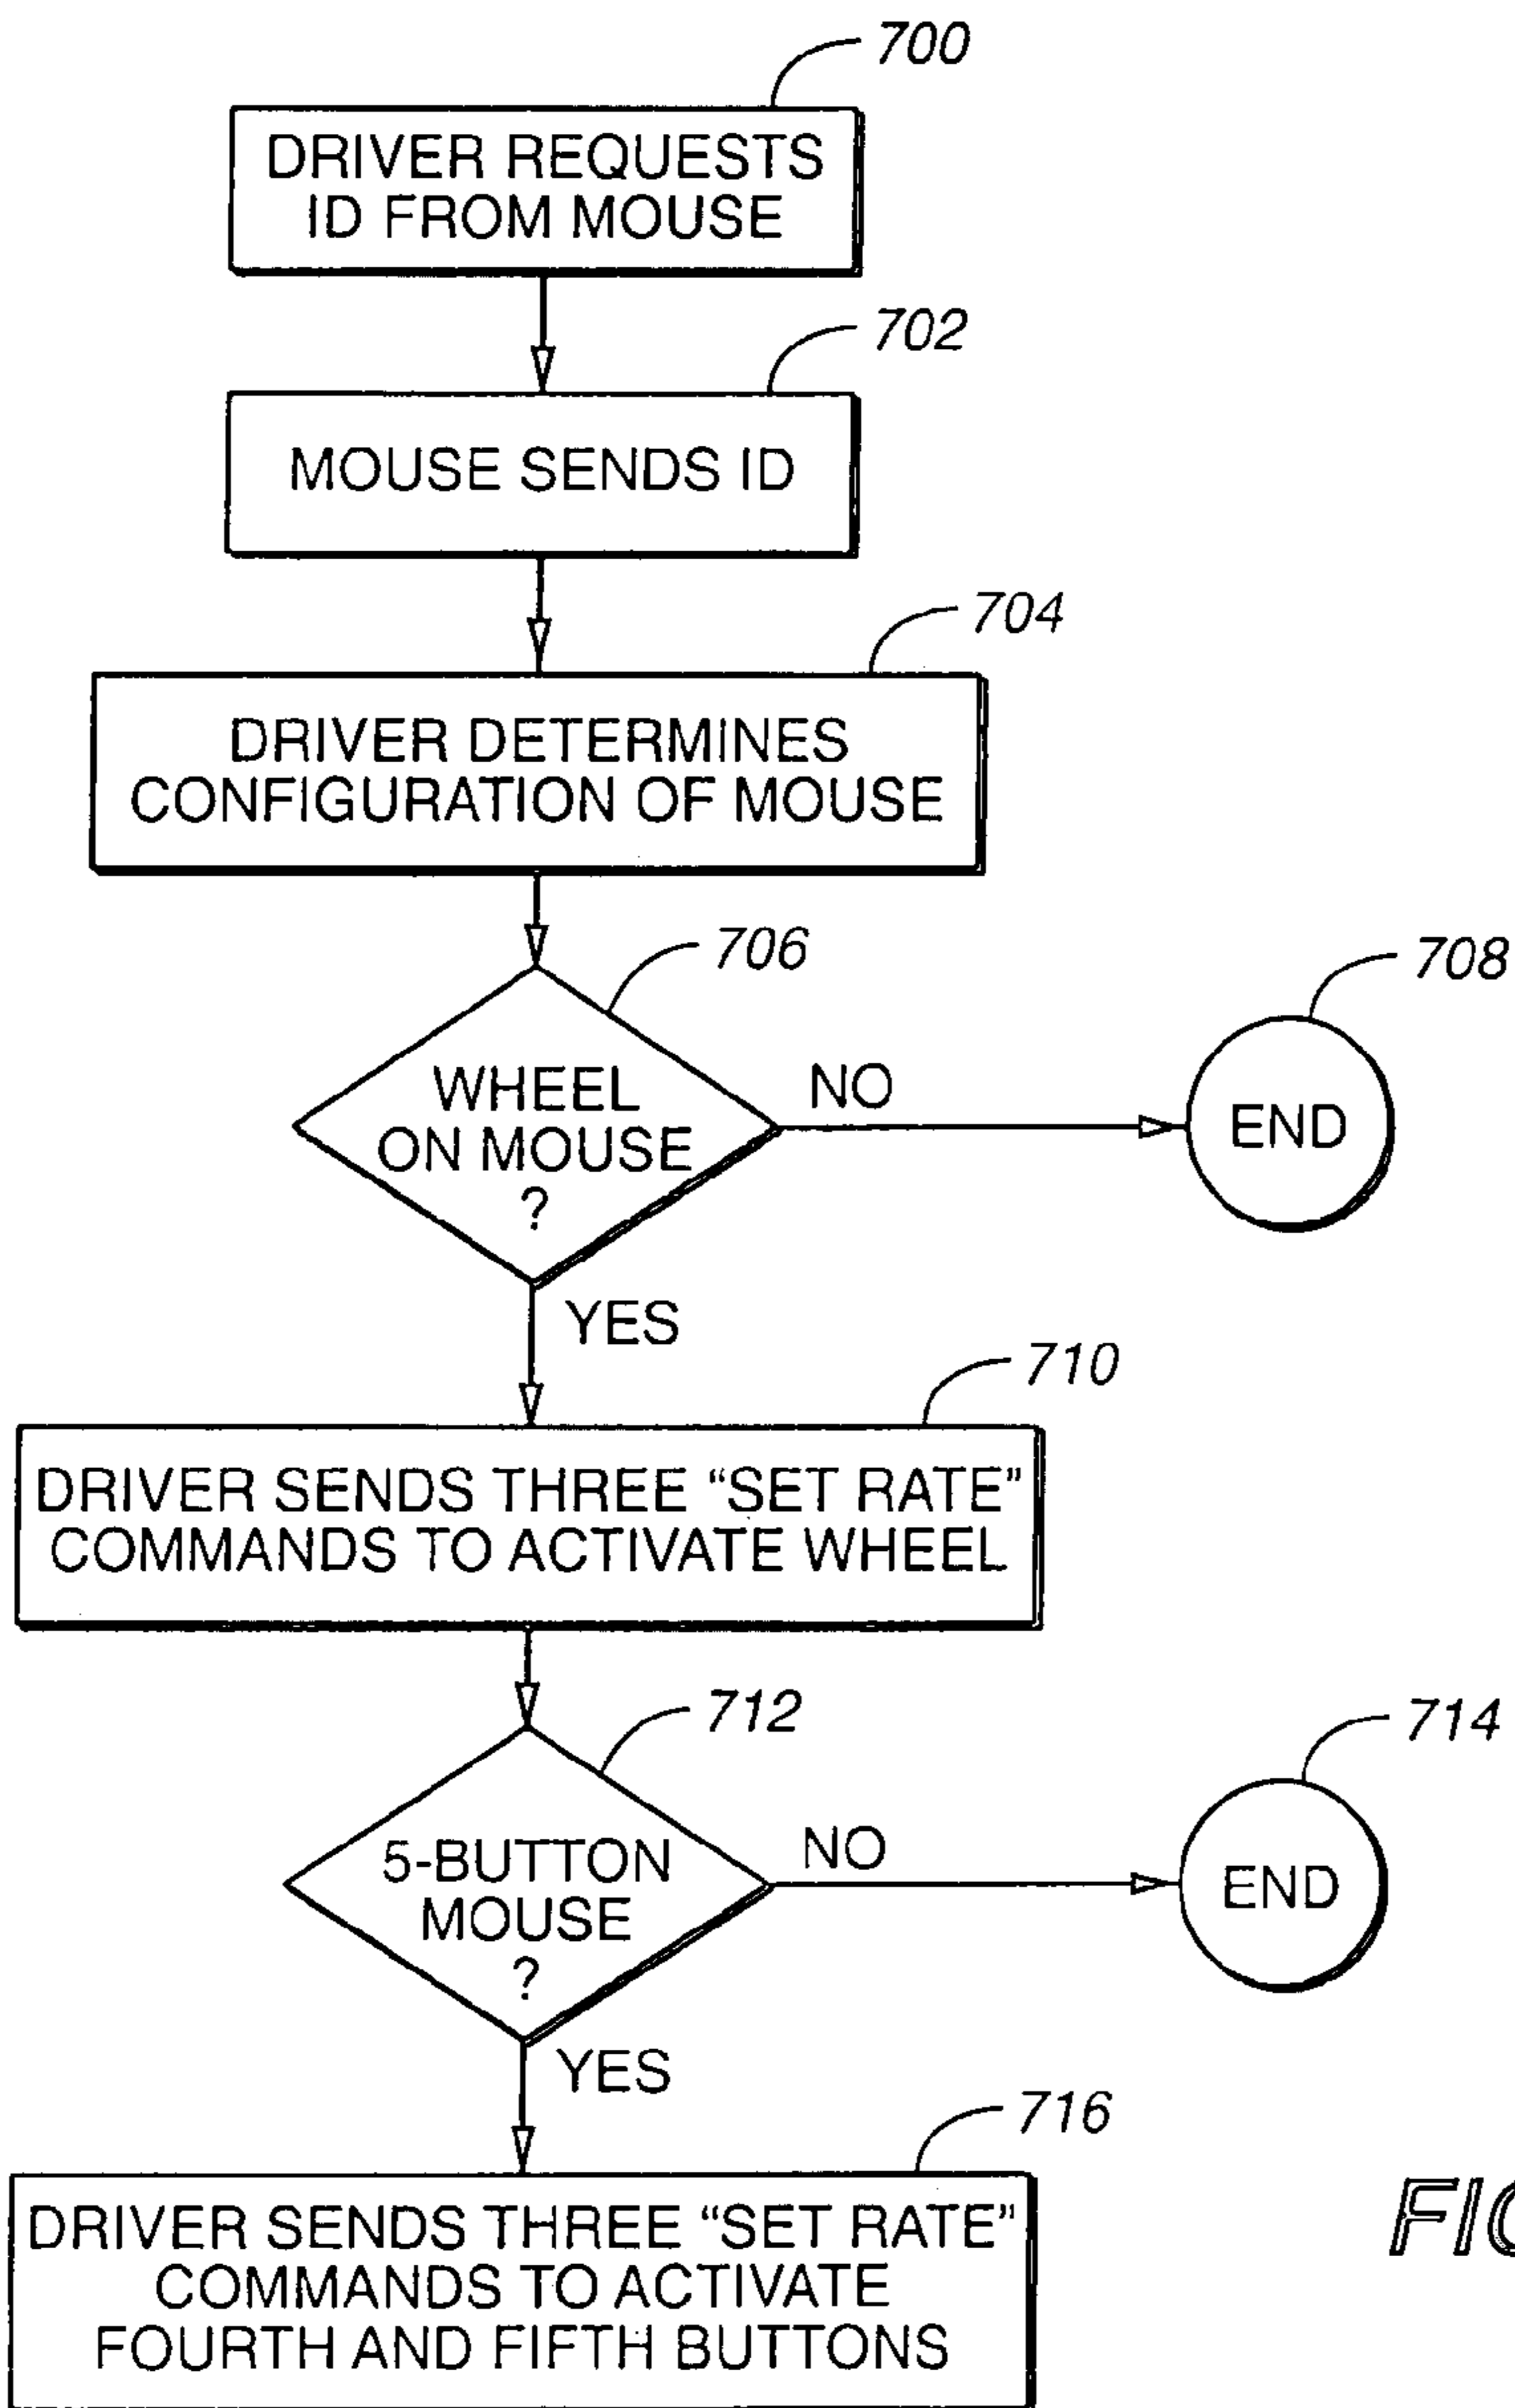 700
DRIVER REQUESTS
ID FROM MOUSE
702
MOUSE SENDS ID
704
DRIVER DETERMINES
CONFIGURATION OF MOUSE
706
WHEEL
ON MOUSE
?
NO
708
END
YES
710
DRIVER SENDS THREE “SET RATE”
COMMANDS TO ACTIVATE WHEEL
712
5-BUTTON
MOUSE
?
NO
714
END
YES
716
DRIVER SENDS THREE “SET RATE”
COMMANDS TO ACTIVATE
FOURTH AND FIFTH BUTTONS